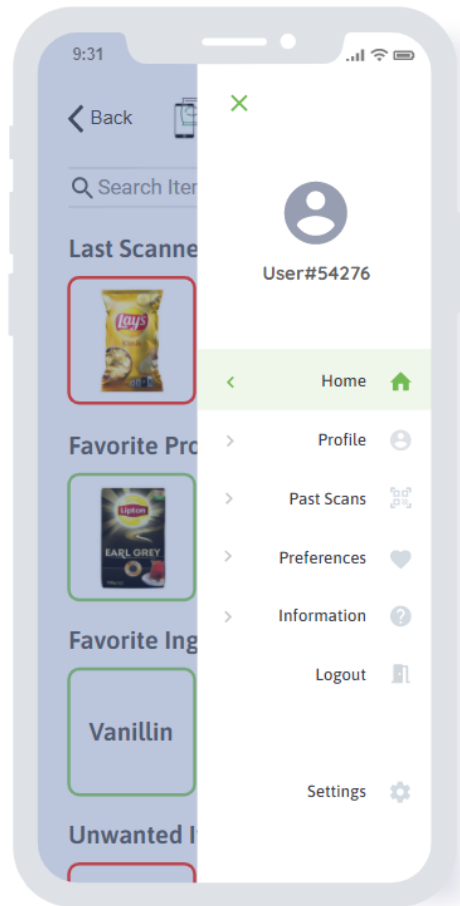 9:31
Back
Search Iter
Last Scanne
Lay's
Favorite Pro
Lipton
EARL GREY
Favorite Ing
Vanillin
Unwanted I
User#54276
Home
Profile
Past Scans
Preferences
Information
Logout
Settings